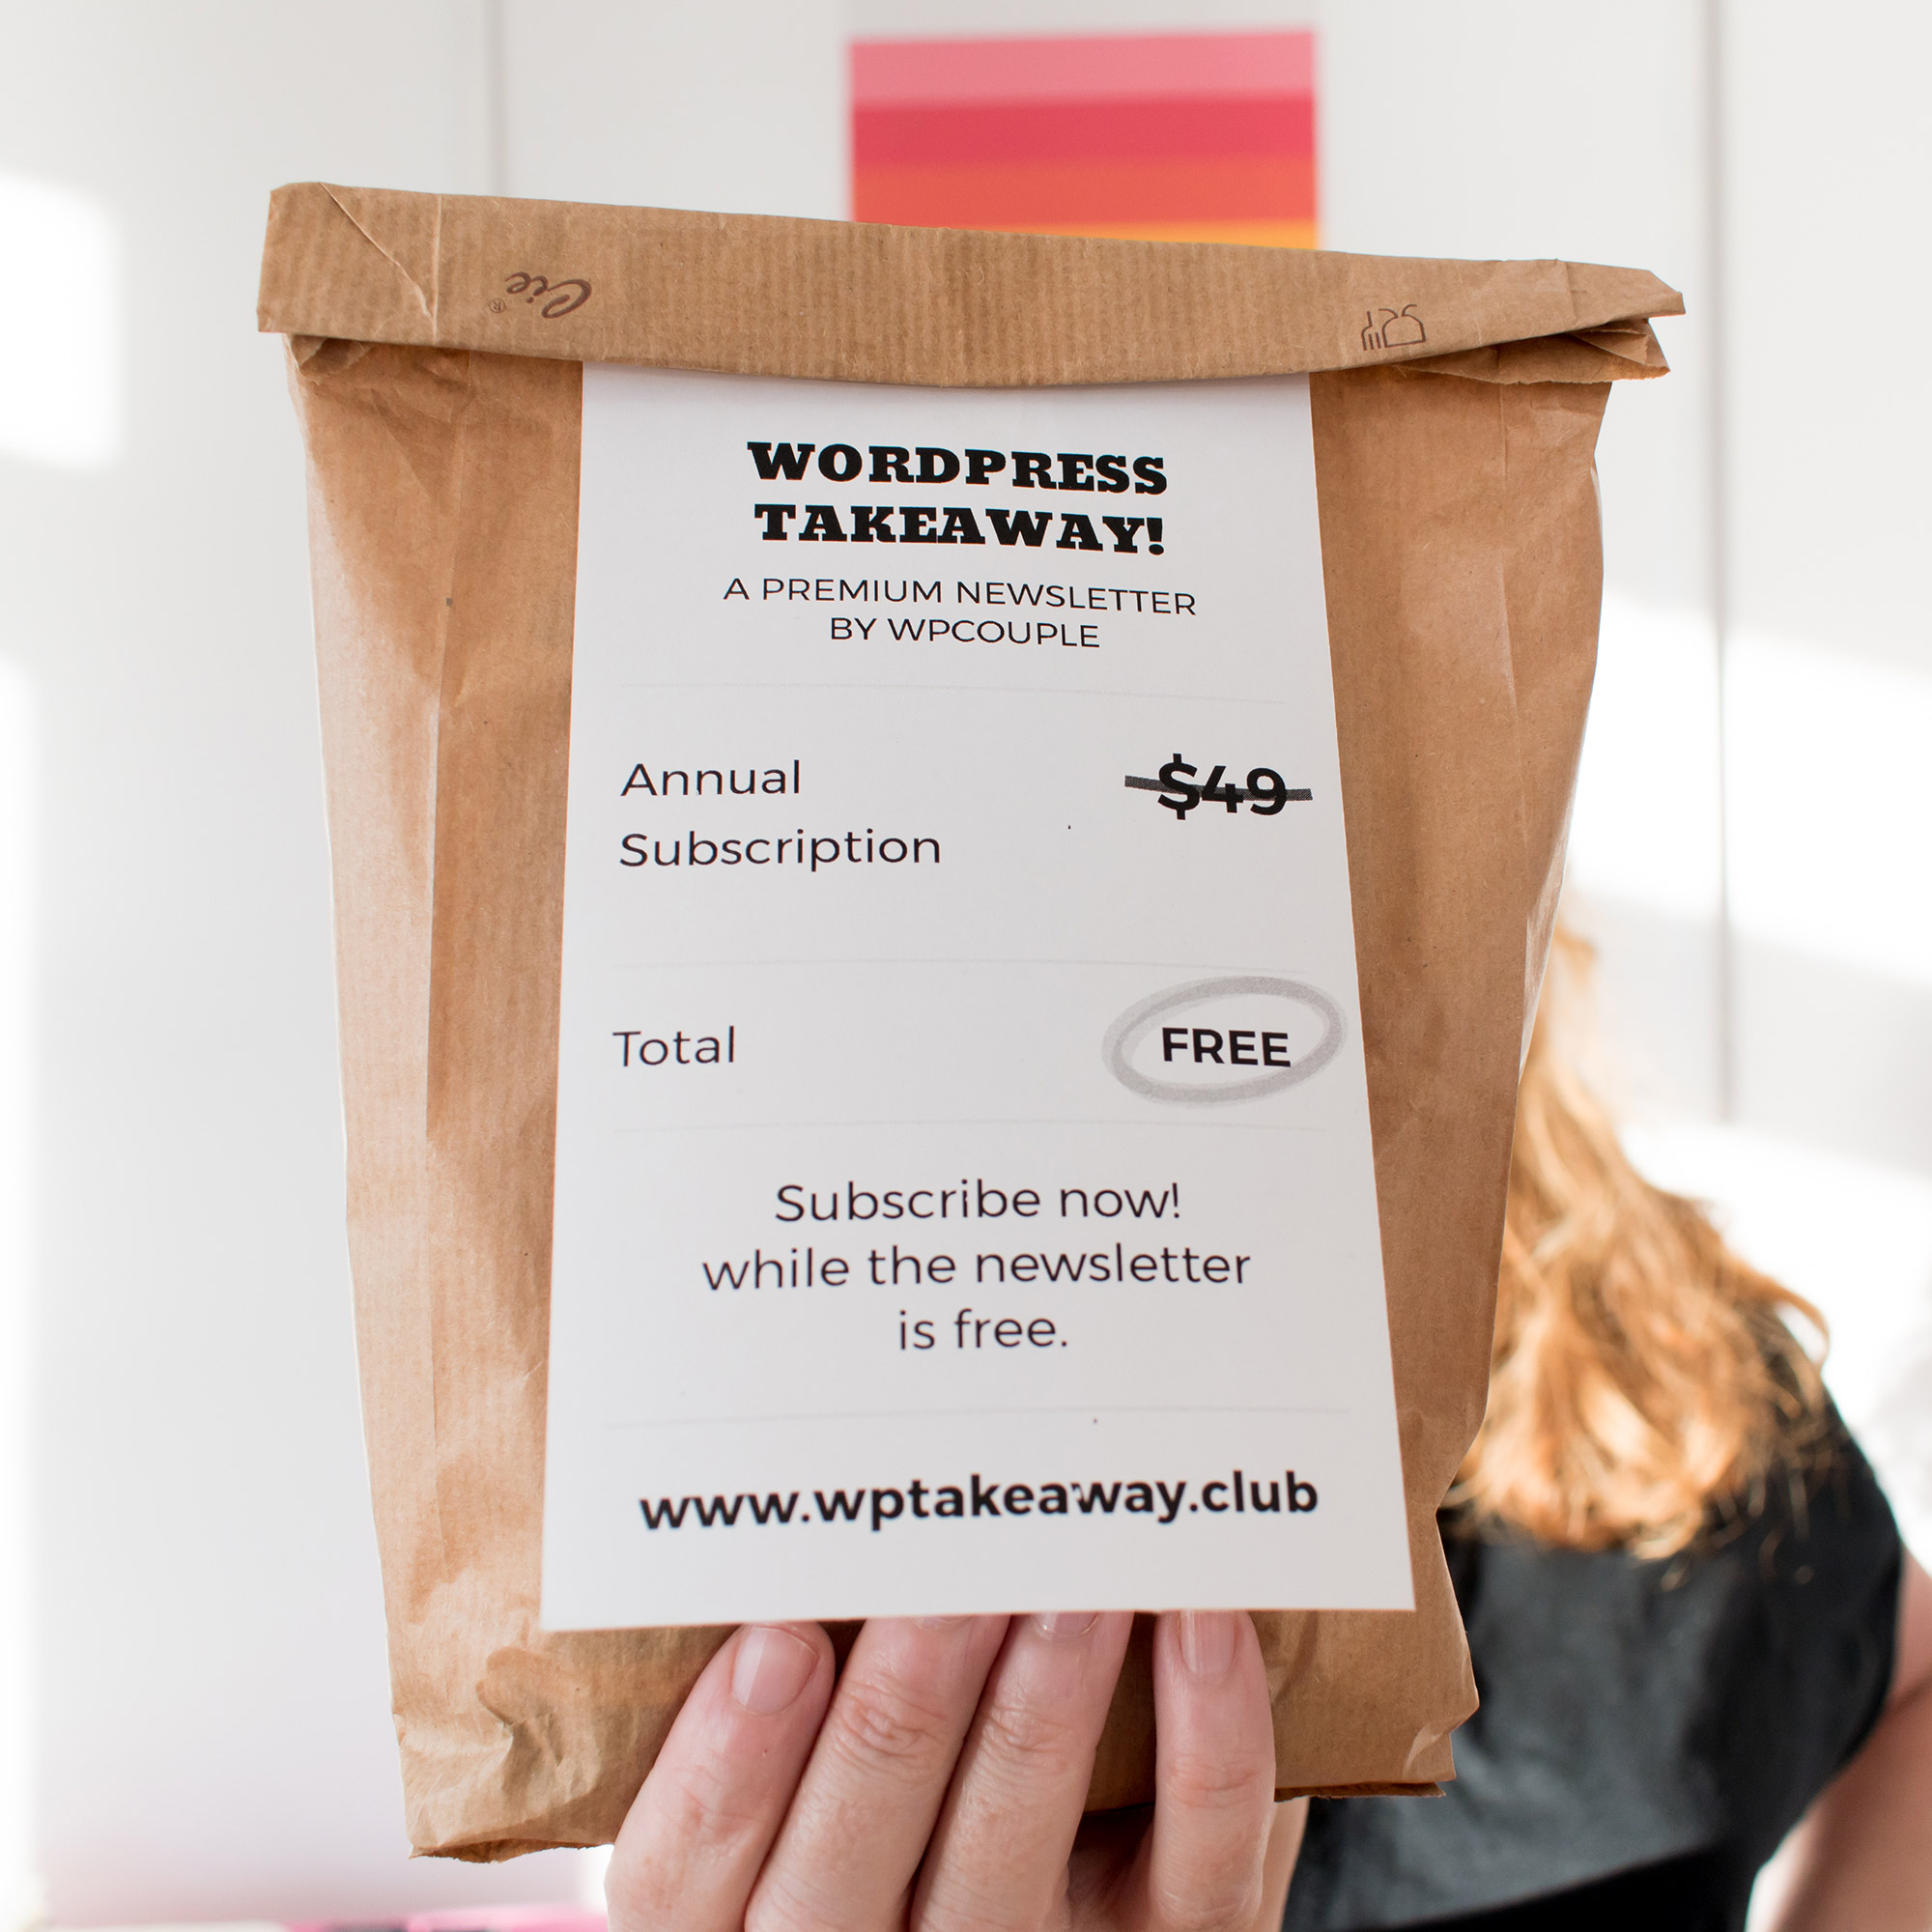 Cie®
WORDPRESS
TAKEAWAY!
A PREMIUM NEWSLETTER
BY WPCOUPLE
Annual $49
Subscription
Total FREE
Subscribe now!
while the newsletter
is free.
www.wptakeaway.club